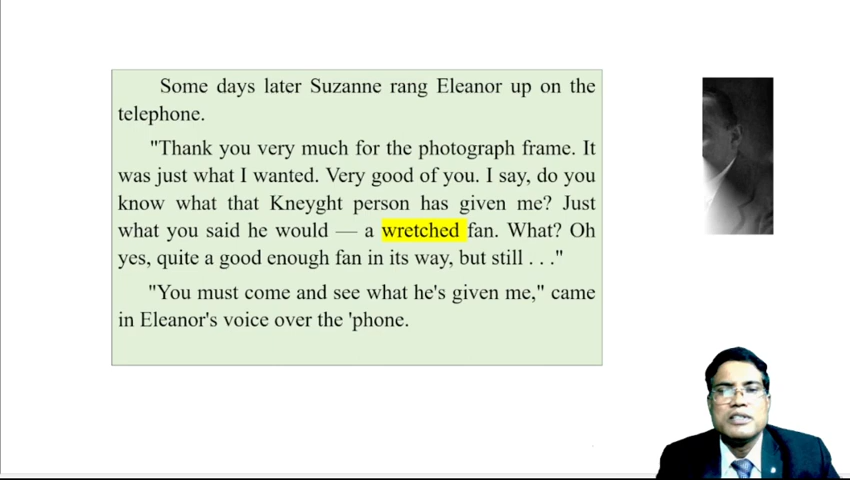 Some days later Suzanne rang Eleanor up on the
telephone.
"Thank you very much for the photograph frame. It
was just what I wanted. Very good of you. I say, do you
know what that Kneyght person has given me? Just
what you said he would — a wretched fan. What? Oh
yes, quite a good enough fan in its way, but still . . ."
"You must come and see what he's given me," came
in Eleanor's voice over the 'phone.